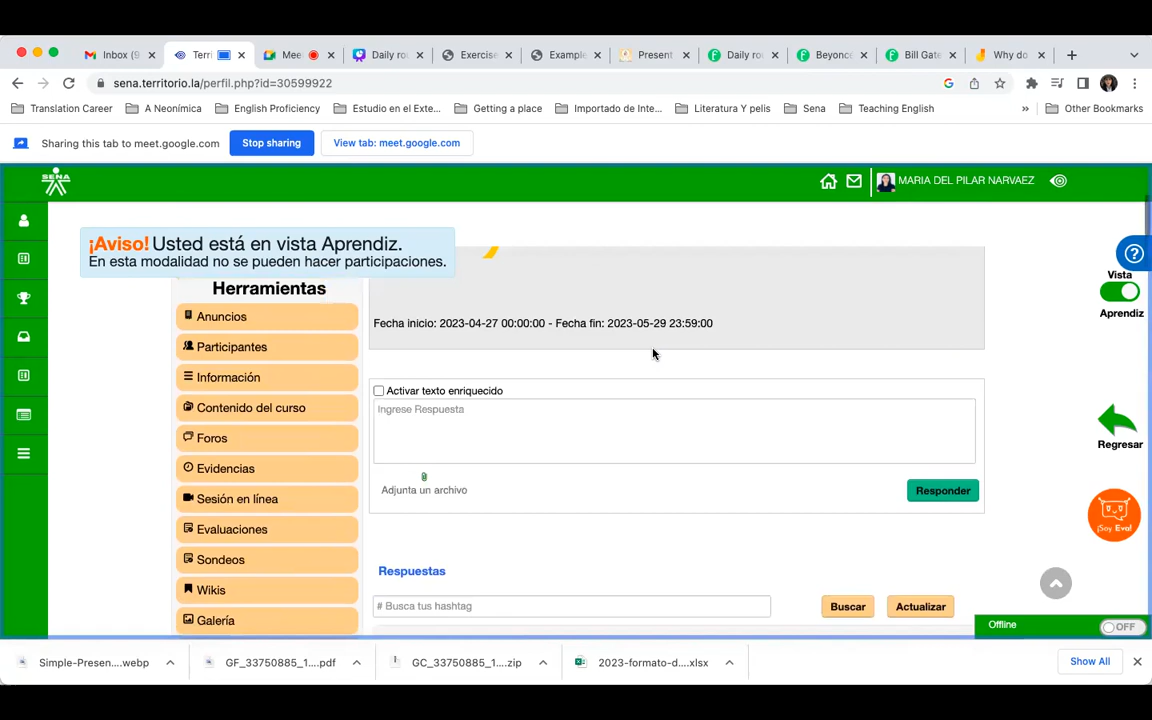 Inbox (9
Terri
Mee
Daily rou
Exercise
Example
Present
Daily rou
Beyonc
Bill Gate
Why do
sena.territorio.la/perfil.php?id=30599922
Translation Career
A Neonímica
English Proficiency
Estudio en el Exte...
Getting a place
Importado de Inte...
Literatura Y pelis
Sena
Teaching English
»
Other Bookmarks
Sharing this tab to meet.google.com
Stop sharing
View tab: meet.google.com
SENA
MARIA DEL PILAR NARVAEZ
¡Aviso! Usted está en vista Aprendiz.
En esta modalidad no se pueden hacer participaciones.
Vista
Aprendiz
Herramientas
Anuncios
Participantes
Información
Contenido del curso
Foros
Evidencias
Sesión en línea
Evaluaciones
Sondeos
Wikis
Galería
Fecha inicio: 2023-04-27 00:00:00 - Fecha fin: 2023-05-29 23:59:00
Activar texto enriquecido
Ingrese Respuesta
Adjunta un archivo
Responder
Regresar
¡Soy Eva!
Respuestas
# Busca tus hashtag
Buscar
Actualizar
Offline
OFF
Simple-Presen....webp
GF_33750885_1....pdf
GC_33750885_1....zip
2023-formato-d....xlsx
Show All